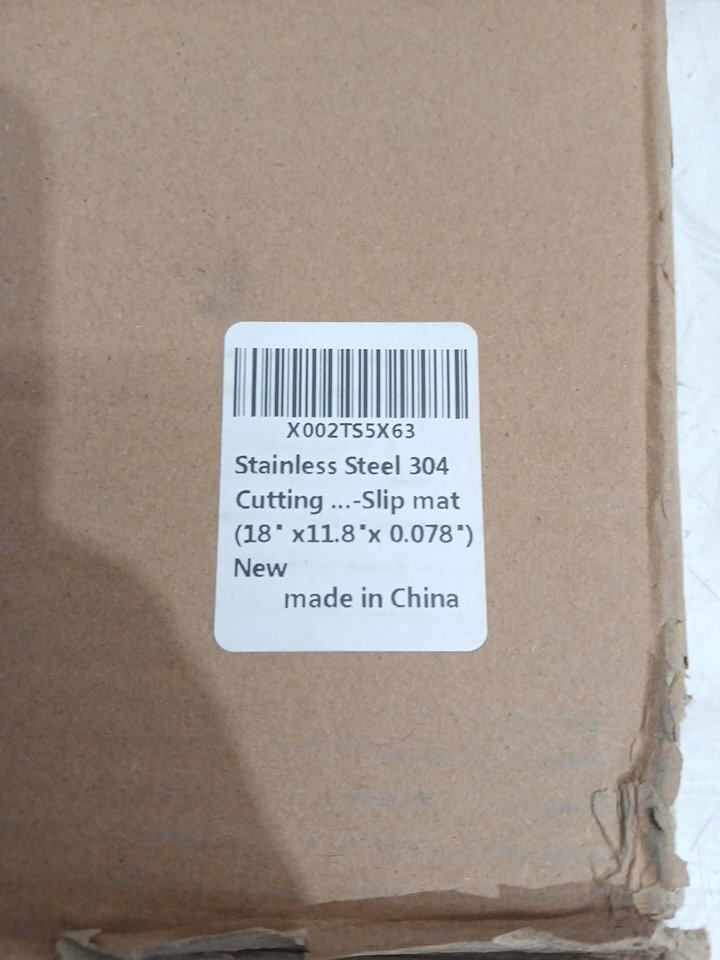 X002TS5X63
Stainless Steel 304
Cutting ...-Slip mat
(18" x11.8"x 0.078")
New
made in China